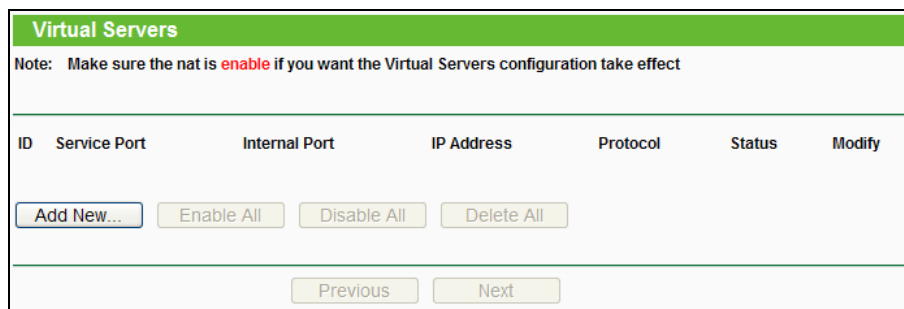 Virtual Servers
Note: Make sure the nat is enable if you want the Virtual Servers configuration take effect
ID Service Port Internal Port IP Address Protocol Status Modify
Add New... Enable All Disable All Delete All
Previous Next